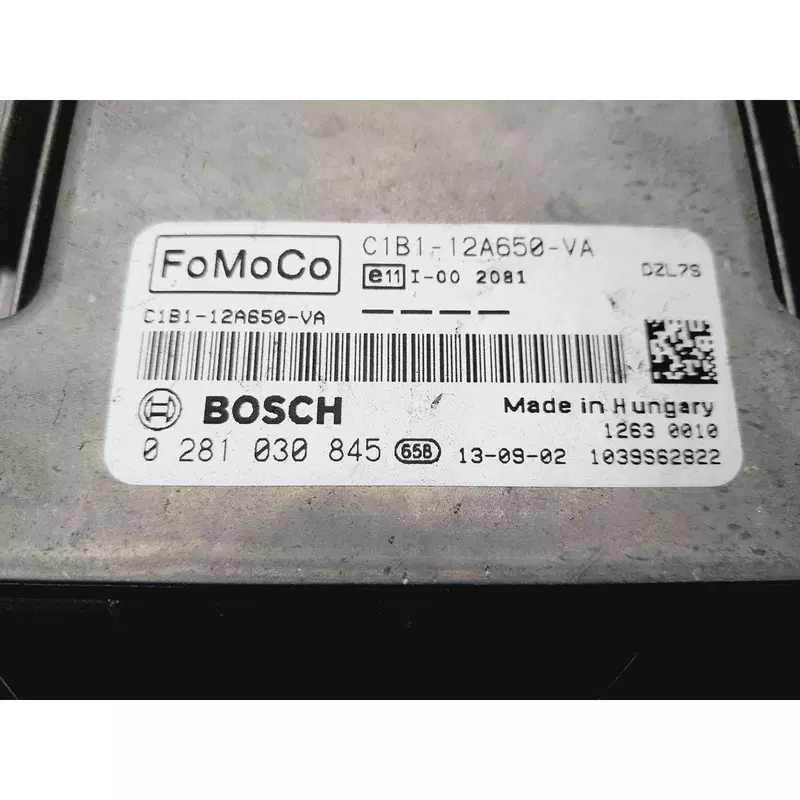 FoMoCo
C1B1-12A650-VA
e11 I-00 2081
DZL7S
C1B1-12A650-VA
BOSCH
Made in Hungary
1263 0010
0 281 030 845 65B 13-09-02 1039S62822